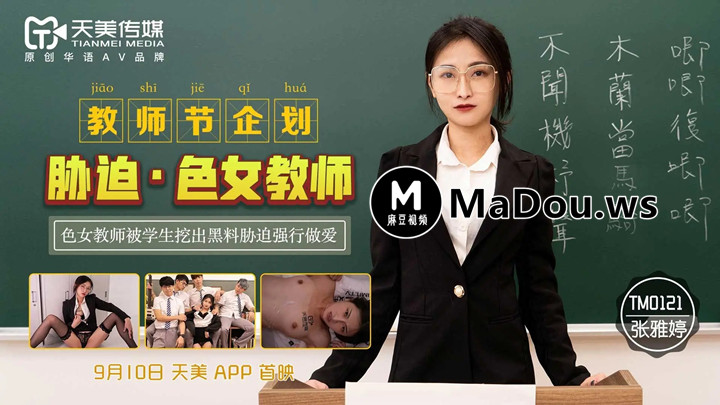 天美传媒
TIANMEI MEDIA
原创华语AV品牌
jiāo shī jiē qǐ huá
教师节企划
胁迫·色女教师
色女教师被学生挖出黑料胁迫强行做爱
9月10日 天美 APP 首映
M
麻豆视频
MaDou.ws
唧唧復唧唧
木蘭當
不聞機
TM0121
张雅婷